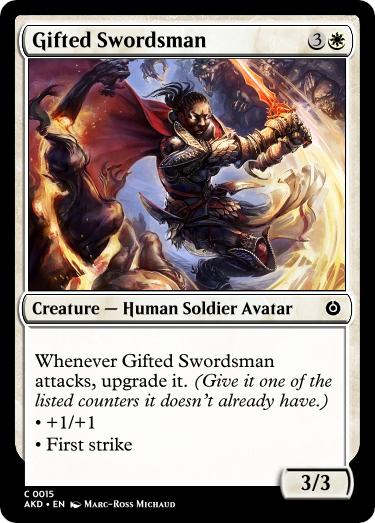 Gifted Swordsman 3
Creature — Human Soldier Avatar
Whenever Gifted Swordsman
attacks, upgrade it. (Give it one of the
listed counters it doesn't already have.)
• +1/+1
• First strike
3/3
C 0015
AKD • EN Marc-Ross Michaud